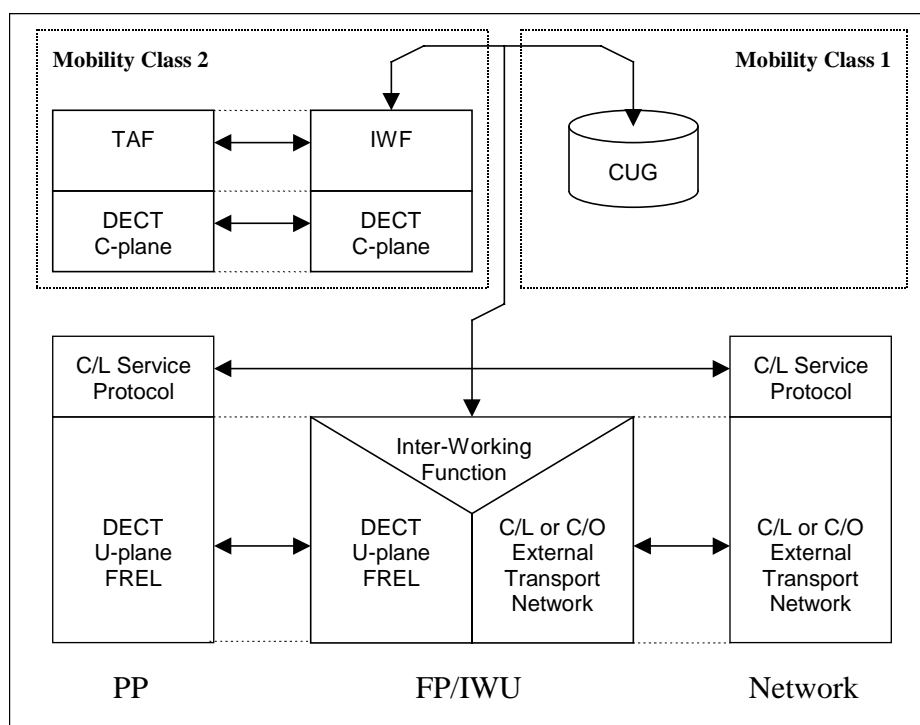 Mobility Class 2
Mobility Class 1
TAF
IWF
CUG
DECT
C-plane
DECT
C-plane
C/L Service
Protocol
C/L Service
Protocol
Inter-Working
Function
DECT
U-plane
FREL
DECT
U-plane
FREL
C/L or C/O
External
Transport
Network
C/L or C/O
External
Transport
Network
PP
FP/IWU
Network